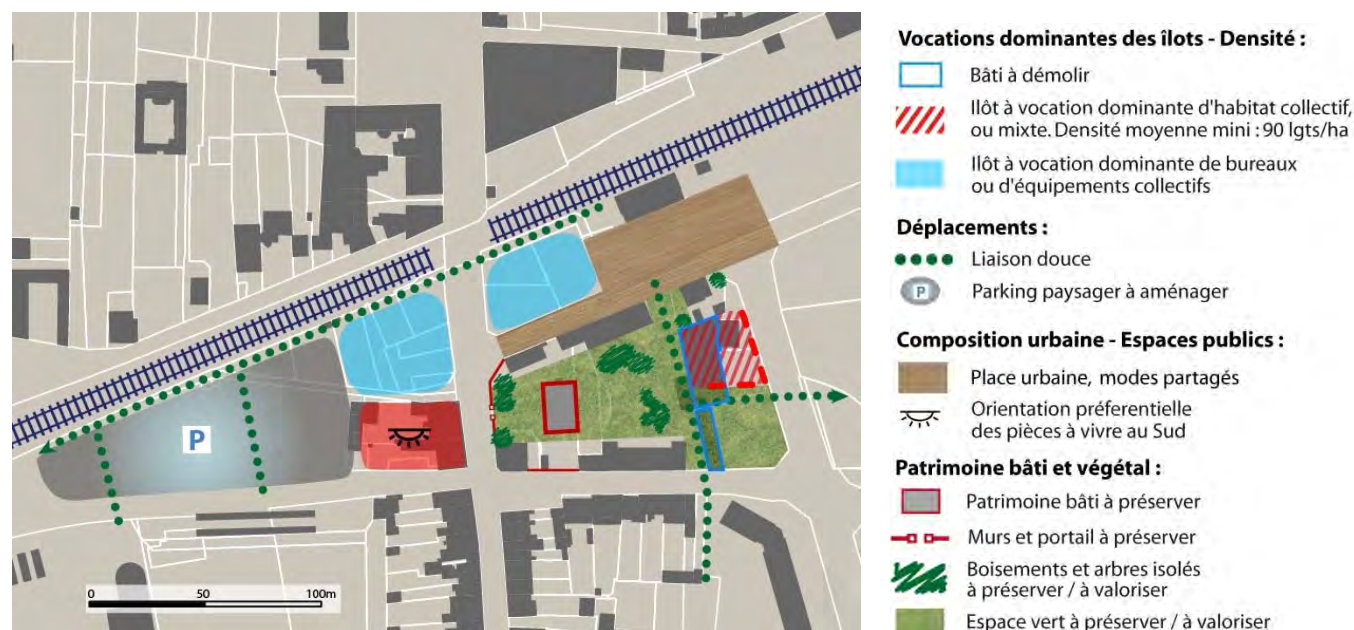 P
0 50 100m
Vocations dominantes des îlots - Densité :
Bâti à démolir
Ilôt à vocation dominante d'habitat collectif,
ou mixte. Densité moyenne mini : 90 lgts/ha
Ilôt à vocation dominante de bureaux
ou d'équipements collectifs
Déplacements :
Liaison douce
P
Parking paysager à aménager
Composition urbaine - Espaces publics :
Place urbaine, modes partagés
Orientation préferentielle
des pièces à vivre au Sud
Patrimoine bâti et végétal :
Patrimoine bâti à préserver
Murs et portail à préserver
Boisements et arbres isolés
à préserver / à valoriser
Espace vert à préserver / à valoriser